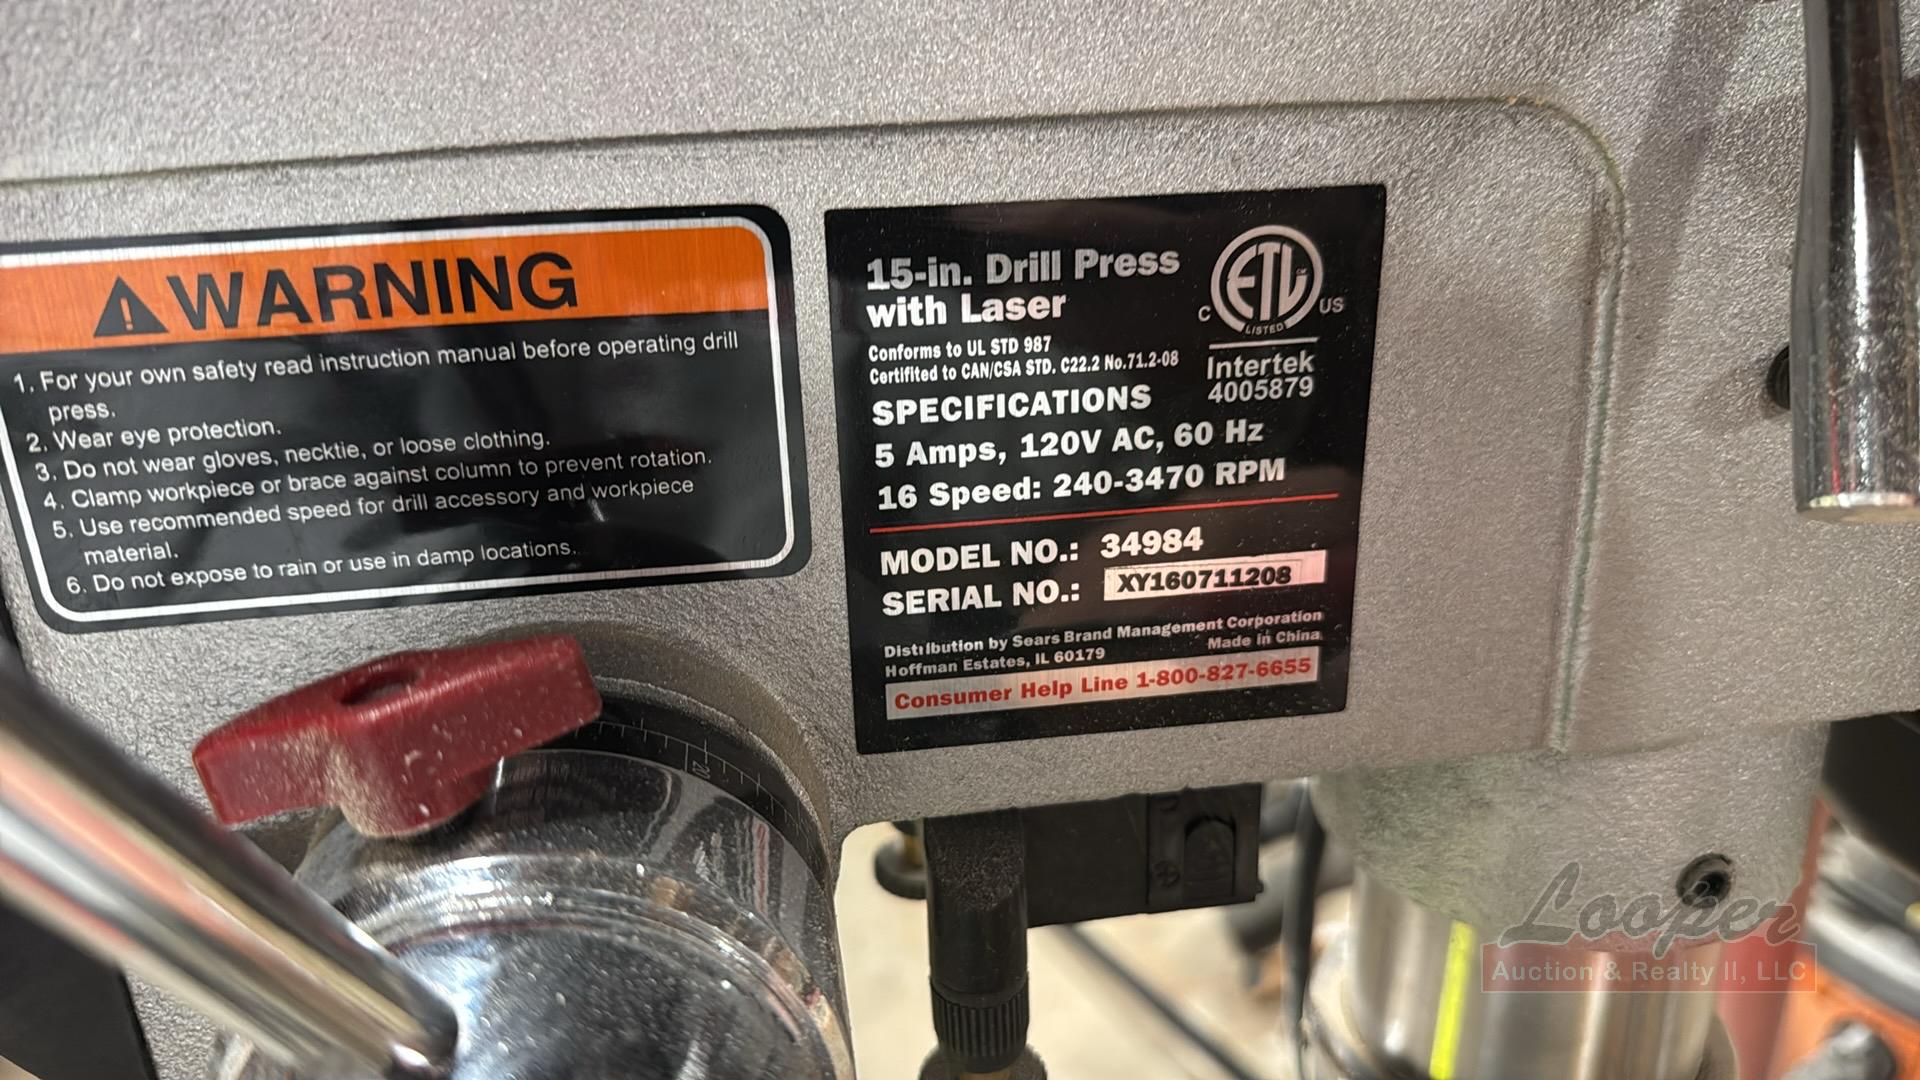 WARNING
1. For your own safety read instruction manual before operating drill
press.
2. Wear eye protection.
3. Do not wear gloves, necktie, or loose clothing.
4. Clamp workpiece or brace against column to prevent rotation.
5. Use recommended speed for drill accessory and workpiece
material.
6. Do not expose to rain or use in damp locations.
15-in. Drill Press
with Laser
Conforms to UL STD 987
Certifited to CAN/CSA STD. C22.2 No.71.2-08
C ETL US
LISTED
Intertek
4005879
SPECIFICATIONS
5 Amps, 120V AC, 60 Hz
16 Speed: 240-3470 RPM
MODEL NO.: 34984
SERIAL NO.: XY160711208
Distribution by Sears Brand Management Corporation
Hoffman Estates, IL 60179 Made in China
Consumer Help Line 1-800-827-6655
Looper
Auction & Realty II, LLC